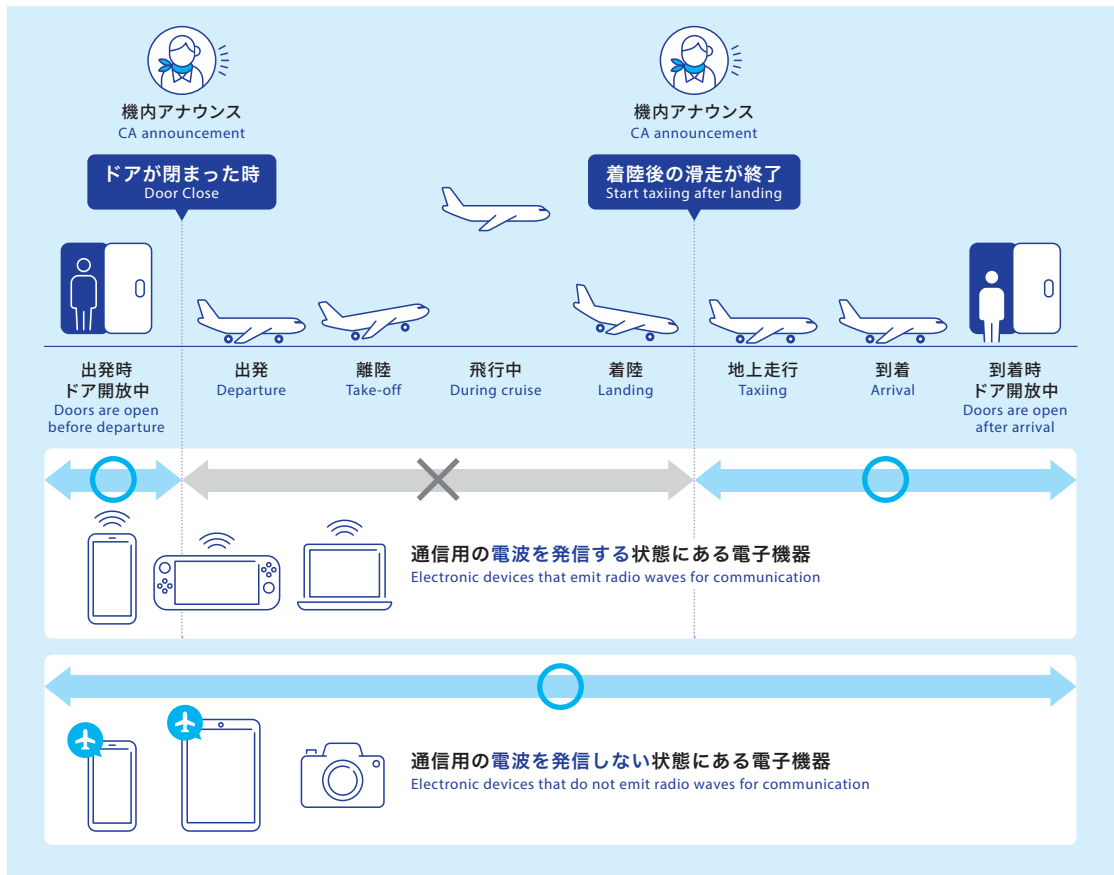 機内アナウンス
CA announcement
機内アナウンス
CA announcement
ドアが閉まった時
Door Close
着陸後の滑走が終了
Start taxiing after landing
出発時
ドア開放中
Doors are open
before departure
出発
Departure
離陸
Take-off
飛行中
During cruise
着陸
Landing
地上走行
Taxiing
到着
Arrival
到着時
ドア開放中
Doors are open
after arrival
通信用の電波を発信する状態にある電子機器
Electronic devices that emit radio waves for communication
通信用の電波を発信しない状態にある電子機器
Electronic devices that do not emit radio waves for communication